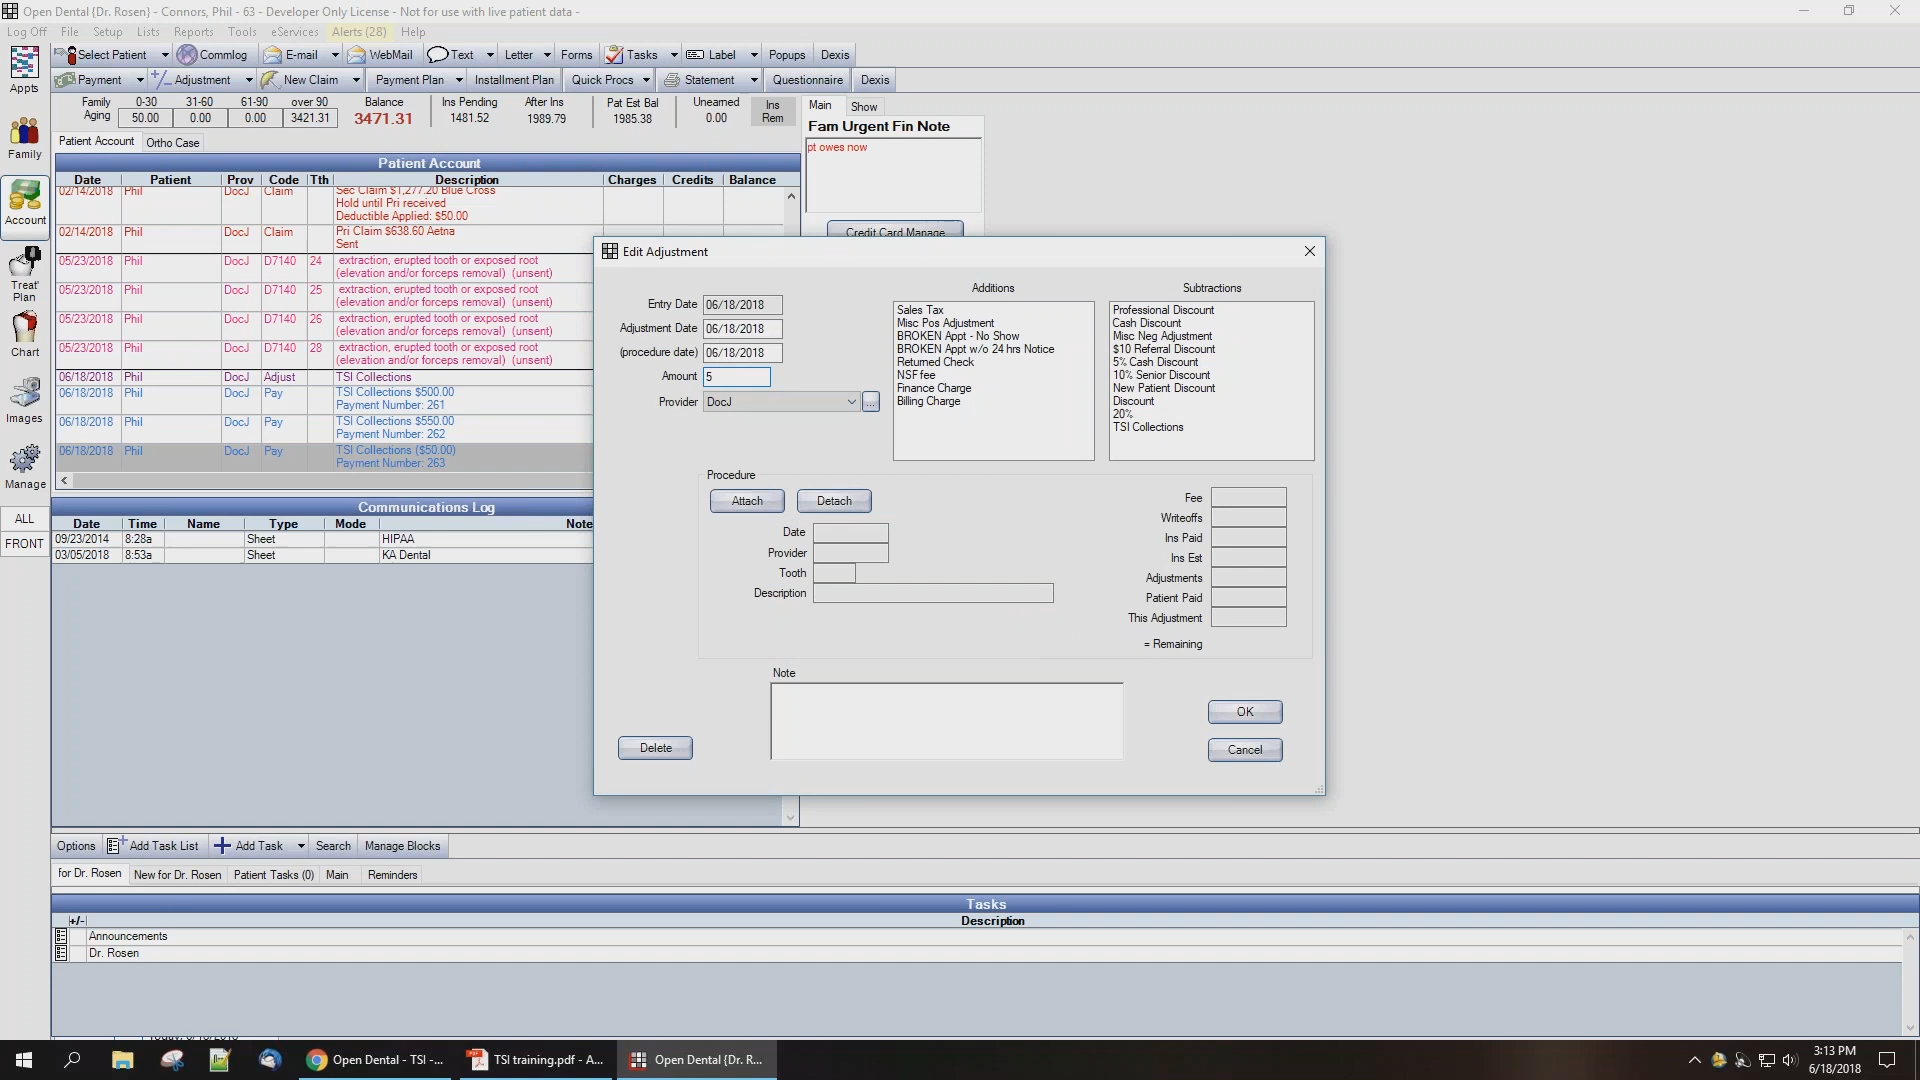 Open Dental {Dr. Rosen} - Connors, Phil - 63 - Developer Only License - Not for use with live patient data -
Log Off File Setup Lists Reports Tools eServices Alerts (28) Help
Select Patient Commlog E-mail WebMail Text Letter Forms Tasks Label Popups Dexis
Payment Adjustment New Claim Payment Plan Installment Plan Quick Procs Statement Questionnaire Dexis
Appts
Family
Account
Treat'
Plan
Chart
Images
Manage
ALL
FRONT
Family
Aging
0-30 31-60 61-90 over 90 Balance Ins Pending After Ins Pat Est Bal Unearned Ins
Rem
50.00 0.00 0.00 3421.31 3471.31 1481.52 1989.79 1985.38 0.00
Main Show
Fam Urgent Fin Note
pt owes now
Credit Card Manage
Patient Account Ortho Case
Patient Account
Date Patient Prov Code Tth Description Charges Credits Balance
02/14/2018 Phil DocJ Claim Sec Claim $1,277.20 Blue Cross
Hold until Pri received
Deductible Applied: $50.00
02/14/2018 Phil DocJ Claim Pri Claim $638.60 Aetna
Sent
05/23/2018 Phil DocJ D7140 24 extraction, erupted tooth or exposed root
(elevation and/or forceps removal) (unsent)
05/23/2018 Phil DocJ D7140 25 extraction, erupted tooth or exposed root
(elevation and/or forceps removal) (unsent)
05/23/2018 Phil DocJ D7140 26 extraction, erupted tooth or exposed root
(elevation and/or forceps removal) (unsent)
05/23/2018 Phil DocJ D7140 28 extraction, erupted tooth or exposed root
(elevation and/or forceps removal) (unsent)
06/18/2018 Phil DocJ Adjust TSI Collections
06/18/2018 Phil DocJ Pay TSI Collections $500.00
Payment Number: 261
06/18/2018 Phil DocJ Pay TSI Collections $550.00
Payment Number: 262
06/18/2018 Phil DocJ Pay TSI Collections ($50.00)
Payment Number: 263
Communications Log
Date Time Name Type Mode Note
09/23/2014 8:28a Sheet HIPAA
03/05/2018 8:53a Sheet KA Dental
Edit Adjustment
Entry Date 06/18/2018
Adjustment Date 06/18/2018
(procedure date) 06/18/2018
Amount 5
Provider DocJ ...
Additions
Sales Tax
Misc Pos Adjustment
BROKEN Appt - No Show
BROKEN Appt w/o 24 hrs Notice
Returned Check
NSF fee
Finance Charge
Billing Charge
Subtractions
Professional Discount
Cash Discount
Misc Neg Adjustment
$10 Referral Discount
5% Cash Discount
10% Senior Discount
New Patient Discount
Discount
20%
TSI Collections
Procedure
Attach Detach
Date
Provider
Tooth
Description
Fee
Writeoffs
Ins Paid
Ins Est
Adjustments
Patient Paid
This Adjustment
= Remaining
Note
OK
Cancel
Delete
Options Add Task List Add Task Search Manage Blocks
for Dr. Rosen New for Dr. Rosen Patient Tasks (0) Main Reminders
Tasks
+/- Description
Announcements
Dr. Rosen
Open Dental - TSI -... TSI training.pdf - A... Open Dental {Dr. R...
3:13 PM
6/18/2018